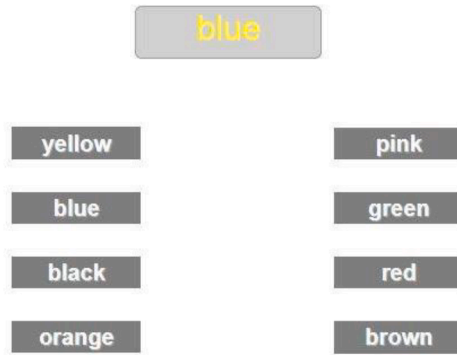 blue
yellow
pink
blue
green
black
red
orange
brown